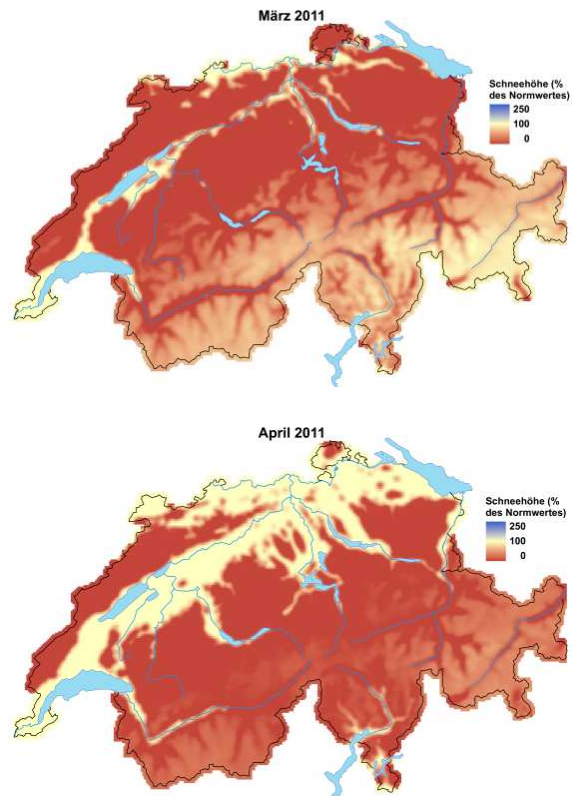 März 2011
Schneehöhe (%
des Normwertes)
250
100
0
April 2011
Schneehöhe (%
des Normwertes)
250
100
0